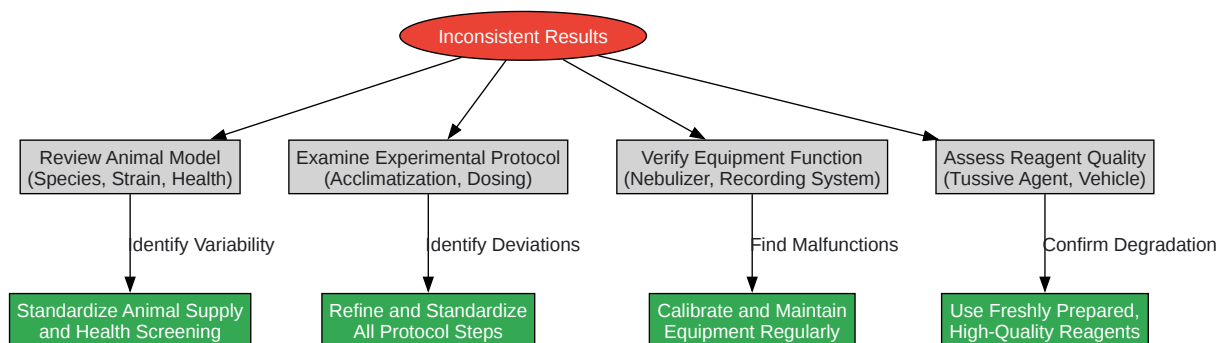 Inconsistent Results
Review Animal Model
(Species, Strain, Health)
Examine Experimental Protocol
(Acclimatization, Dosing)
Verify Equipment Function
(Nebulizer, Recording System)
Assess Reagent Quality
(Tussive Agent, Vehicle)
Identify Variability
Identify Deviations
Find Malfunctions
Confirm Degradation
Standardize Animal Supply
and Health Screening
Refine and Standardize
All Protocol Steps
Calibrate and Maintain
Equipment Regularly
Use Freshly Prepared,
High-Quality Reagents